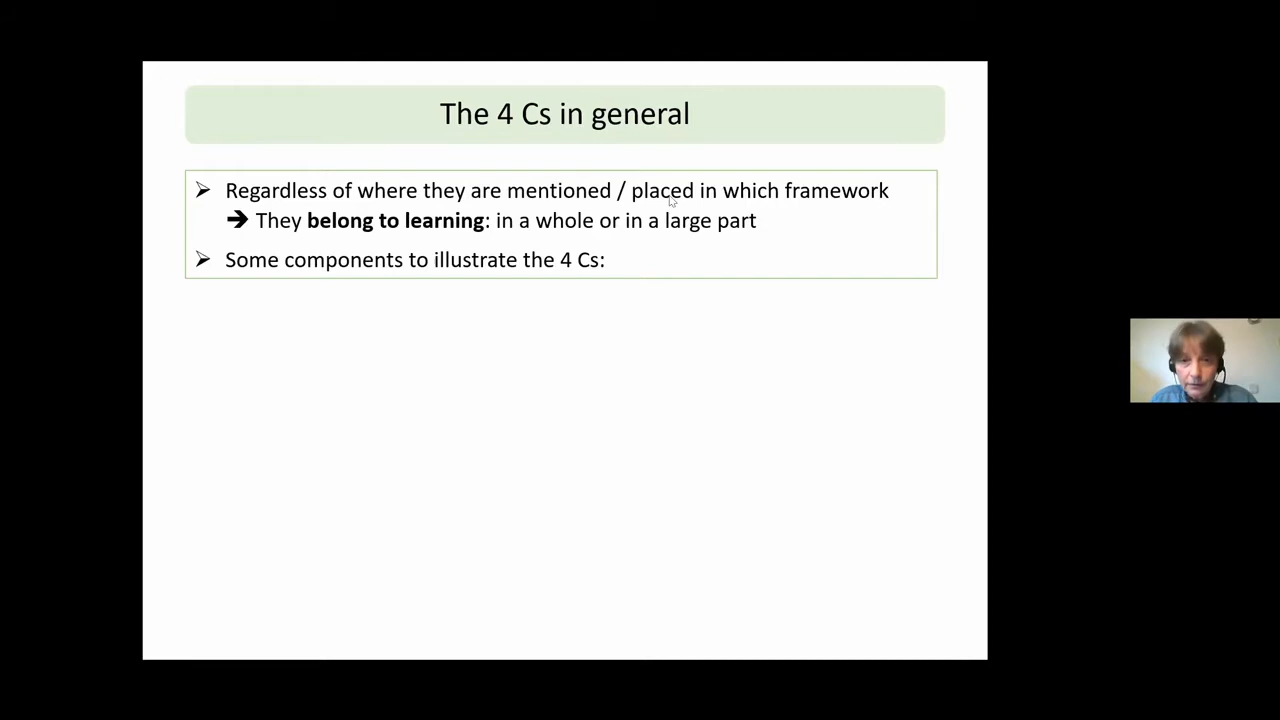 The 4 Cs in general
➢ Regardless of where they are mentioned / placed in which framework
➔ They belong to learning: in a whole or in a large part
➢ Some components to illustrate the 4 Cs: